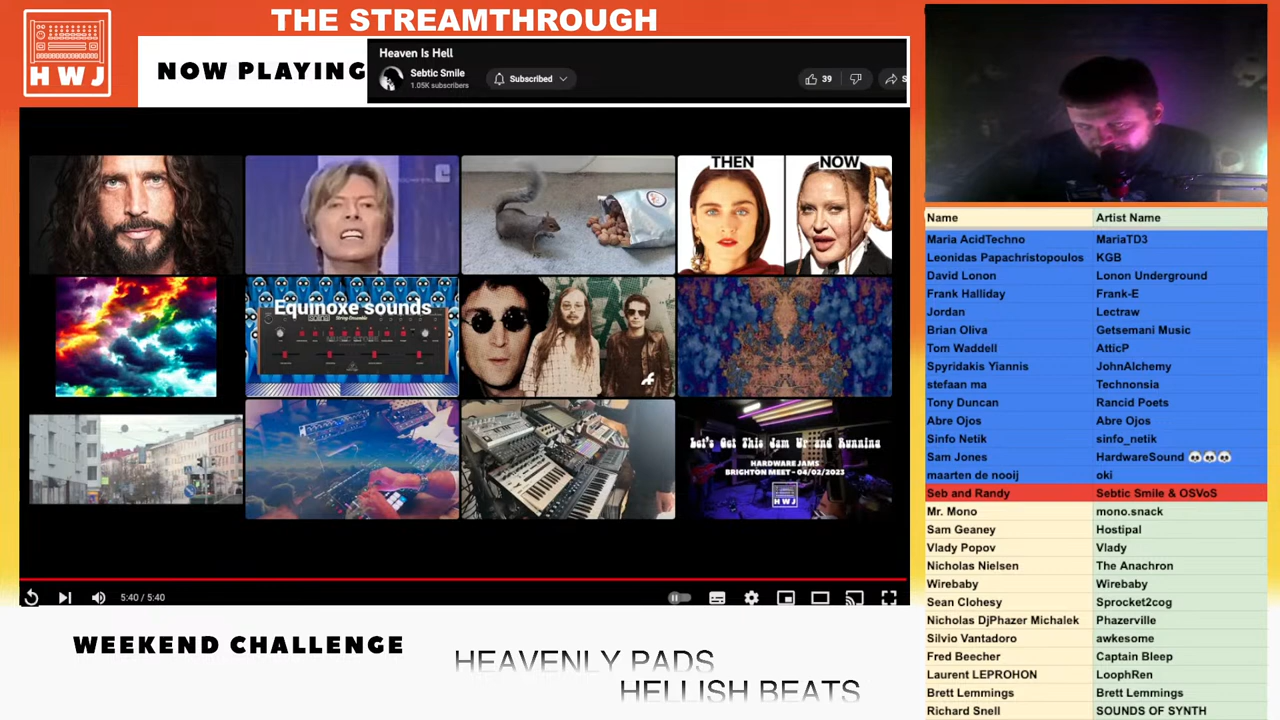 THE STREAMTHROUGH
HWJ
NOW PLAYING
Heaven Is Hell
Sebtic Smile
1.05K subscribers
Subscribed
39
S
THEN
NOW
Equinoxe sounds
Let's Get This Jam Up and Running
HARDWARE JAMS
BRIGHTON MEET - 04/02/2023
HWJ
5:40 / 5:40
WEEKEND CHALLENGE
HEAVENLY PADS
HELLISH BEATS
Name Artist Name
Maria AcidTechno MariaTD3
Leonidas Papachristopoulos KGB
David Lonon Lonon Underground
Frank Halliday Frank-E
Jordan Lectraw
Brian Oliva Getsemani Music
Tom Waddell AtticP
Spyridakis Yiannis JohnAlchemy
stefaan ma Technonsia
Tony Duncan Rancid Poets
Abre Ojos Abre Ojos
Sinfo Netik sinfo_netik
Sam Jones HardwareSound 💀💀💀
maarten de nooij oki
Seb and Randy Sebtic Smile & OSVoS
Mr. Mono mono.snack
Sam Geaney Hostipal
Vlady Popov Vlady
Nicholas Nielsen The Anachron
Wirebaby Wirebaby
Sean Clohesy Sprocket2cog
Nicholas DjPhazer Michalek Phazerville
Silvio Vantadoro awkesome
Fred Beecher Captain Bleep
Laurent LEPROHON LoophRen
Brett Lemmings Brett Lemmings
Richard Snell SOUNDS OF SYNTH